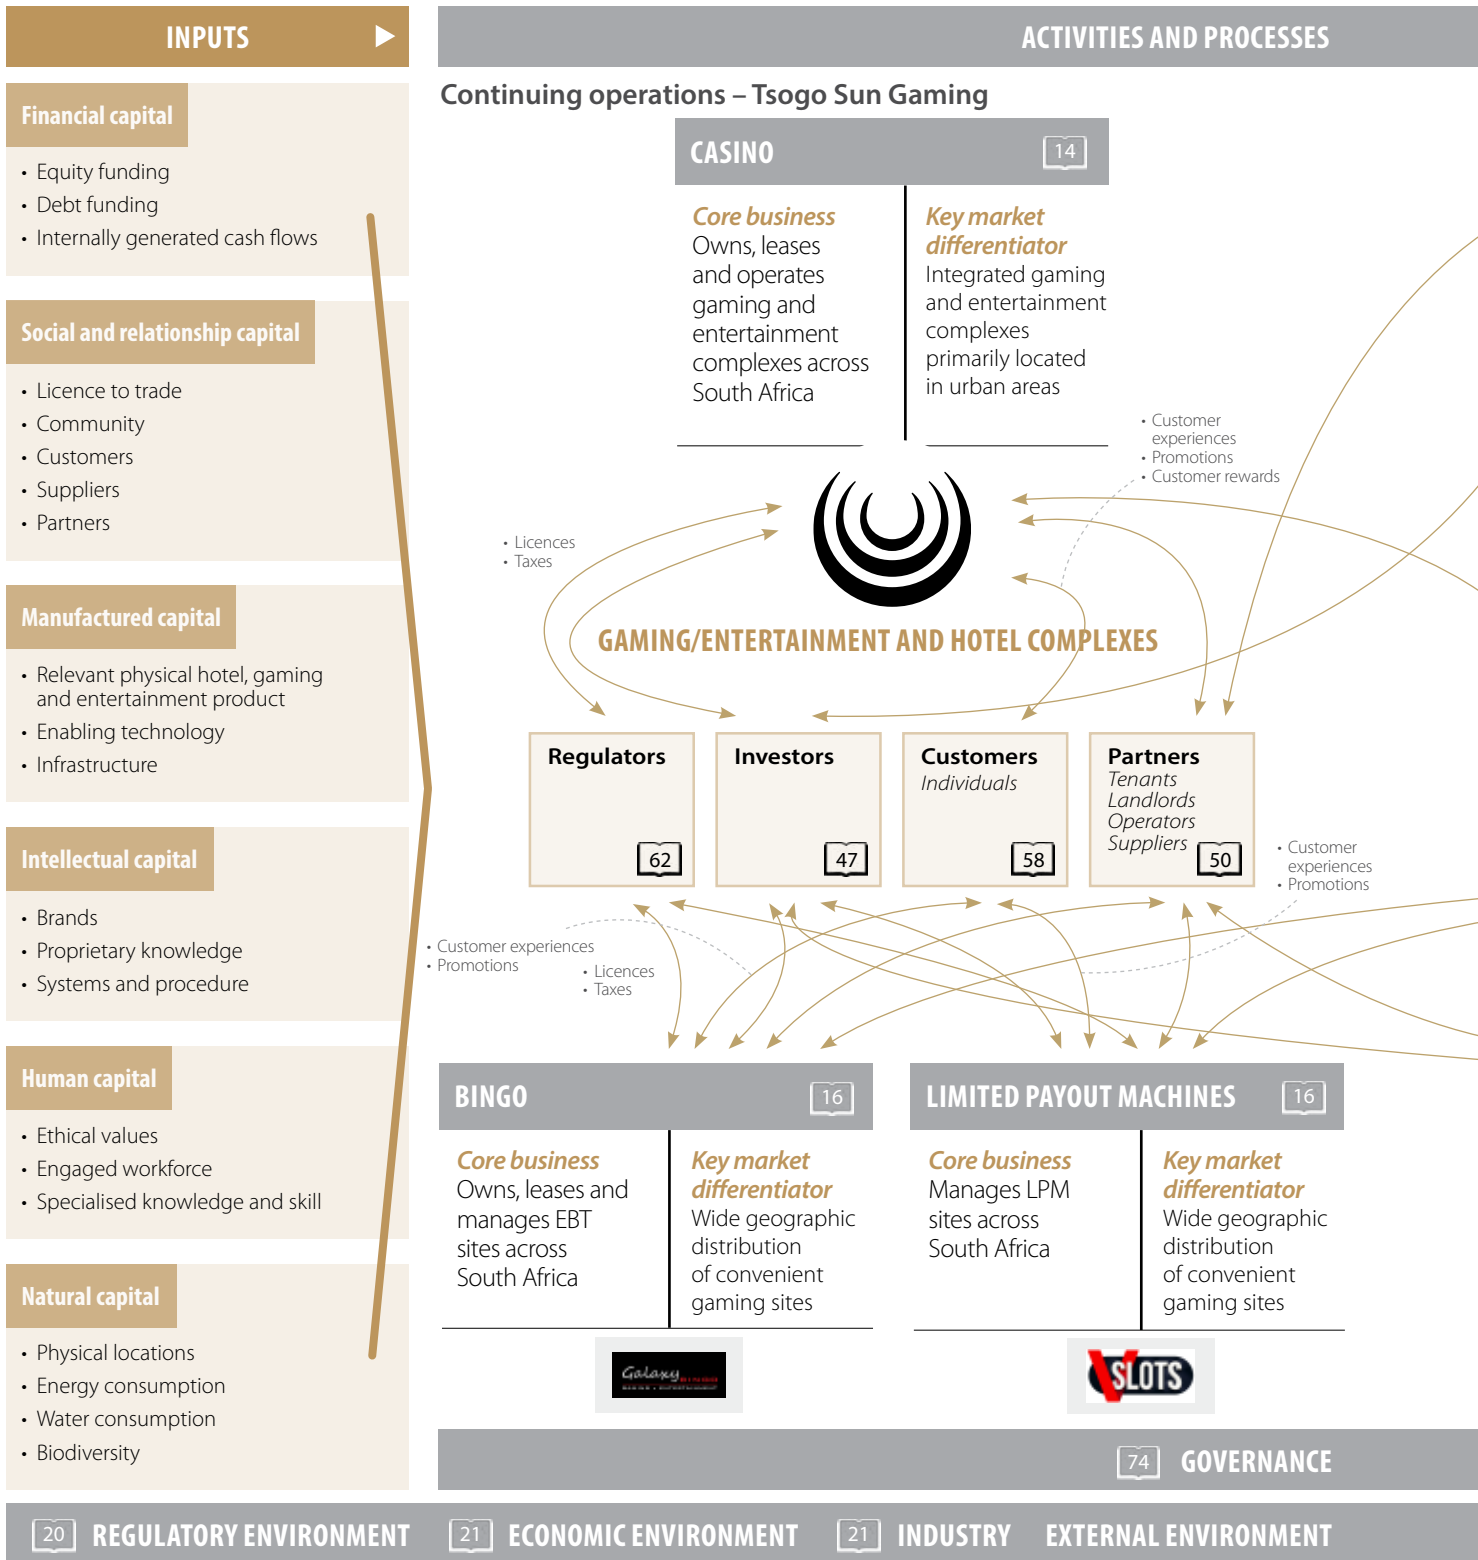 INPUTS
Financial capital
• Equity funding
• Debt funding
• Internally generated cash flows
Social and relationship capital
• Licence to trade
• Community
• Customers
• Suppliers
• Partners
Manufactured capital
• Relevant physical hotel, gaming
and entertainment product
• Enabling technology
• Infrastructure
Intellectual capital
• Brands
• Proprietary knowledge
• Systems and procedure
Human capital
• Ethical values
• Engaged workforce
• Specialised knowledge and skill
Natural capital
• Physical locations
• Energy consumption
• Water consumption
• Biodiversity
ACTIVITIES AND PROCESSES
Continuing operations – Tsogo Sun Gaming
CASINO 14
Core business
Owns, leases
and operates
gaming and
entertainment
complexes across
South Africa
Key market
differentiator
Integrated gaming
and entertainment
complexes
primarily located
in urban areas
• Customer
experiences
• Promotions
• Customer rewards
• Licences
• Taxes
GAMING/ENTERTAINMENT AND HOTEL COMPLEXES
Regulators
62
Investors
47
Customers
Individuals
58
Partners
Tenants
Landlords
Operators
Suppliers
50
• Customer
experiences
• Promotions
• Customer experiences
• Promotions
• Licences
• Taxes
BINGO 16
Core business
Owns, leases and
manages EBT
sites across
South Africa
Key market
differentiator
Wide geographic
distribution
of convenient
gaming sites
Galaxy BINGO
LIMITED PAYOUT MACHINES 16
Core business
Manages LPM
sites across
South Africa
Key market
differentiator
Wide geographic
distribution
of convenient
gaming sites
VSLOTS
74 GOVERNANCE
20 REGULATORY ENVIRONMENT 21 ECONOMIC ENVIRONMENT 21 INDUSTRY EXTERNAL ENVIRONMENT